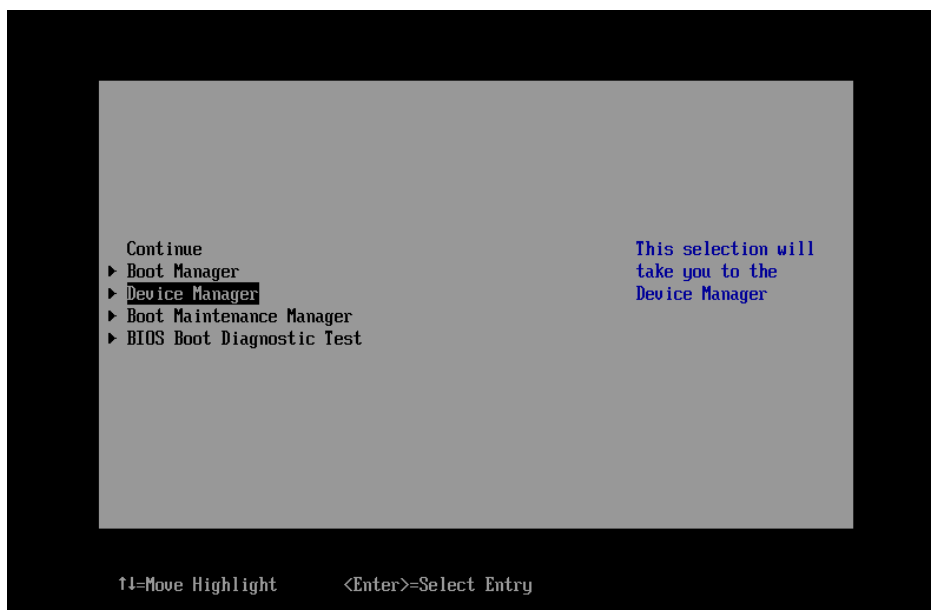 Continue
▶ Boot Manager
▶ Device Manager
▶ Boot Maintenance Manager
▶ BIOS Boot Diagnostic Test
This selection will
take you to the
Device Manager
↑↓=Move Highlight <Enter>=Select Entry